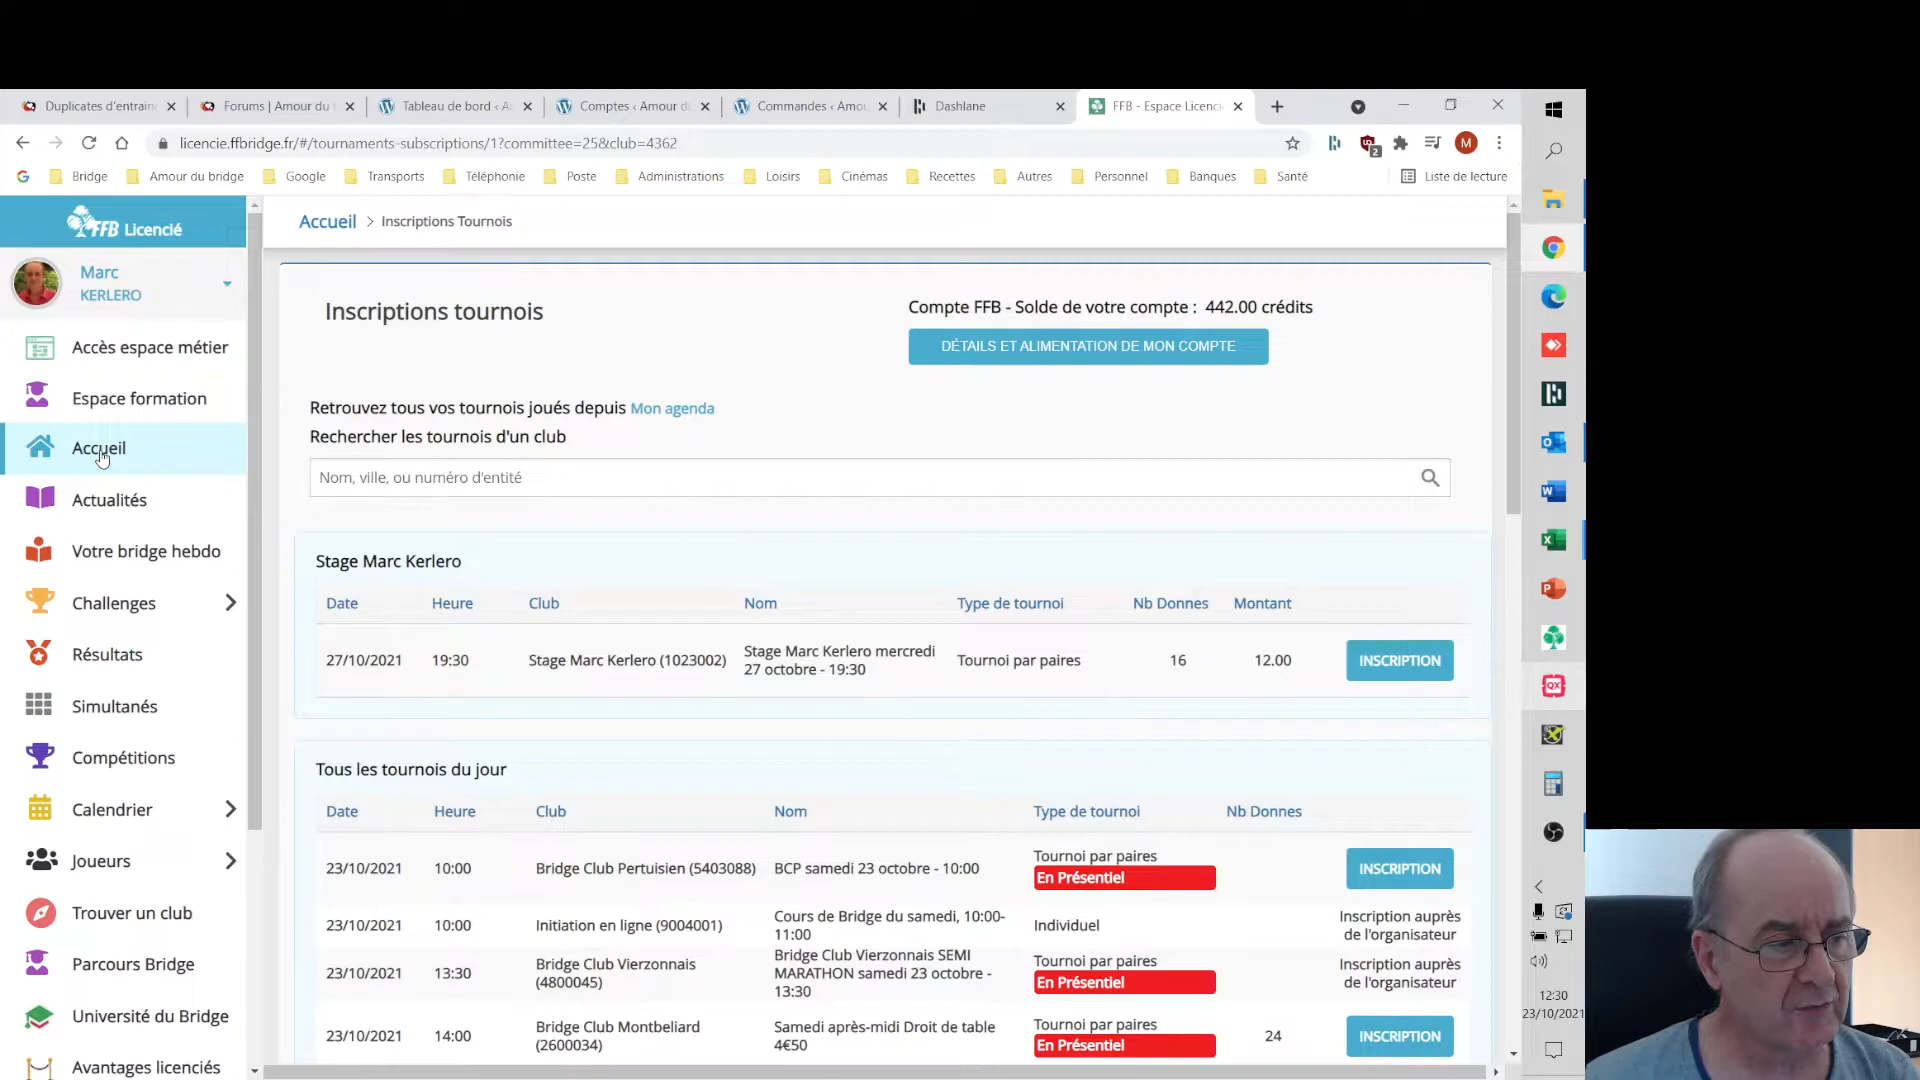 Duplicates d'entrain
Forums | Amour du
Tableau de bord ‹ A
Comptes ‹ Amour d
Commandes ‹ Amou
Dashlane
FFB - Espace Licenc
licencie.ffbridge.fr/#/tournaments-subscriptions/1?committee=25&club=4362
2
M
Bridge
Amour du bridge
Google
Transports
Téléphonie
Poste
Administrations
Loisirs
Cinémas
Recettes
Autres
Personnel
Banques
Santé
Liste de lecture
FFB Licencié
Marc
KERLERO
Accès espace métier
Espace formation
Accueil
Actualités
Votre bridge hebdo
Challenges
Résultats
Simultanés
Compétitions
Calendrier
Joueurs
Trouver un club
Parcours Bridge
Université du Bridge
Avantages licenciés
Accueil > Inscriptions Tournois
Inscriptions tournois
Compte FFB - Solde de votre compte : 442.00 crédits
DÉTAILS ET ALIMENTATION DE MON COMPTE
Retrouvez tous vos tournois joués depuis Mon agenda
Rechercher les tournois d'un club
Nom, ville, ou numéro d'entité
Stage Marc Kerlero
Date Heure Club Nom Type de tournoi Nb Donnes Montant
27/10/2021 19:30 Stage Marc Kerlero (1023002) Stage Marc Kerlero mercredi
27 octobre - 19:30
Tournoi par paires 16 12.00 INSCRIPTION
Tous les tournois du jour
Date Heure Club Nom Type de tournoi Nb Donnes
23/10/2021 10:00 Bridge Club Pertuisien (5403088) BCP samedi 23 octobre - 10:00 Tournoi par paires
En Présentiel
INSCRIPTION
23/10/2021 10:00 Initiation en ligne (9004001) Cours de Bridge du samedi, 10:00-
11:00
Individuel
Inscription auprès
de l'organisateur
23/10/2021 13:30 Bridge Club Vierzonnais
(4800045)
Bridge Club Vierzonnais SEMI
MARATHON samedi 23 octobre -
13:30
Tournoi par paires
En Présentiel
Inscription auprès
de l'organisateur
23/10/2021 14:00 Bridge Club Montbeliard
(2600034)
Samedi après-midi Droit de table
4€50
Tournoi par paires
En Présentiel
24 INSCRIPTION
12:30
23/10/2021